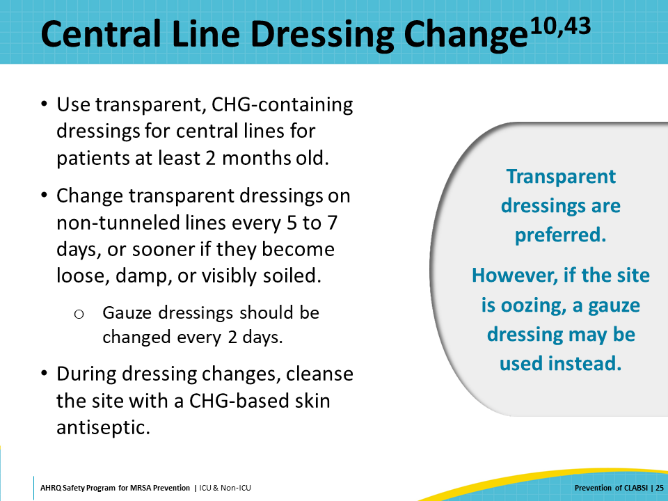 Central Line Dressing Change10,43
• Use transparent, CHG-containing
dressings for central lines for
patients at least 2 months old.
• Change transparent dressings on
non-tunneled lines every 5 to 7
days, or sooner if they become
loose, damp, or visibly soiled.
o Gauze dressings should be
changed every 2 days.
• During dressing changes, cleanse
the site with a CHG-based skin
antiseptic.
Transparent
dressings are
preferred.
However, if the site
is oozing, a gauze
dressing may be
used instead.
AHRQ Safety Program for MRSA Prevention | ICU & Non-ICU
Prevention of CLABSI | 25